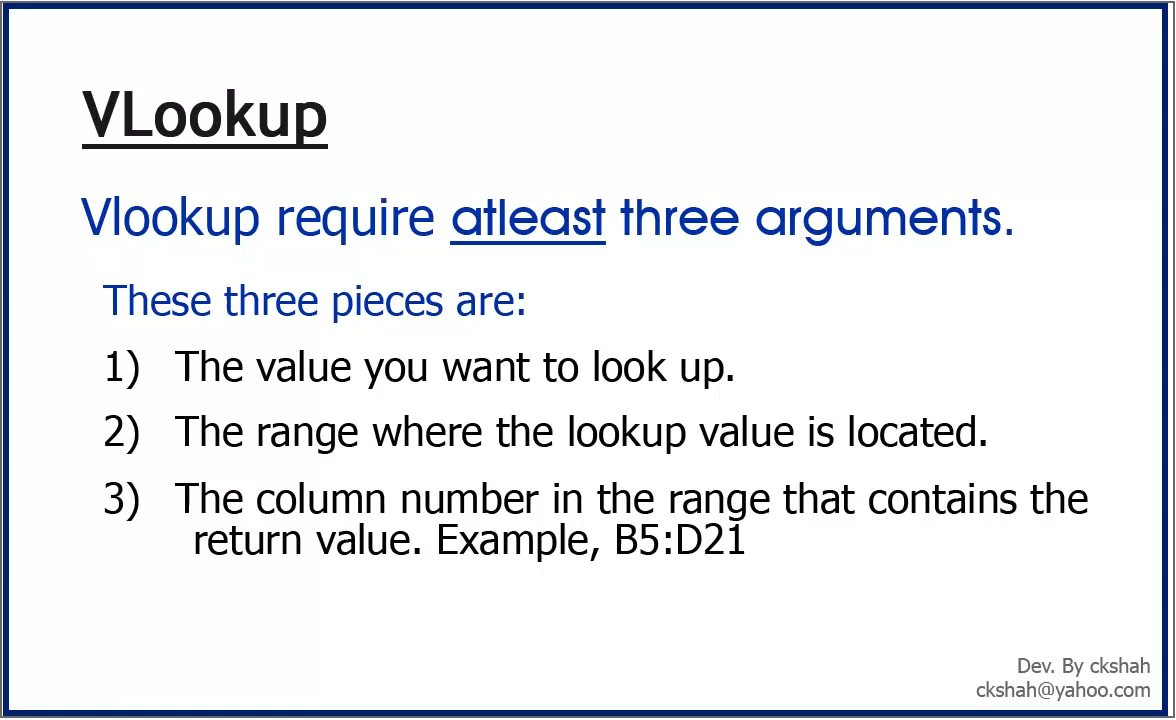 VLookup
Vlookup require atleast three arguments.
These three pieces are:
1) The value you want to look up.
2) The range where the lookup value is located.
3) The column number in the range that contains the
return value. Example, B5:D21
Dev. By ckshah
ckshah@yahoo.com